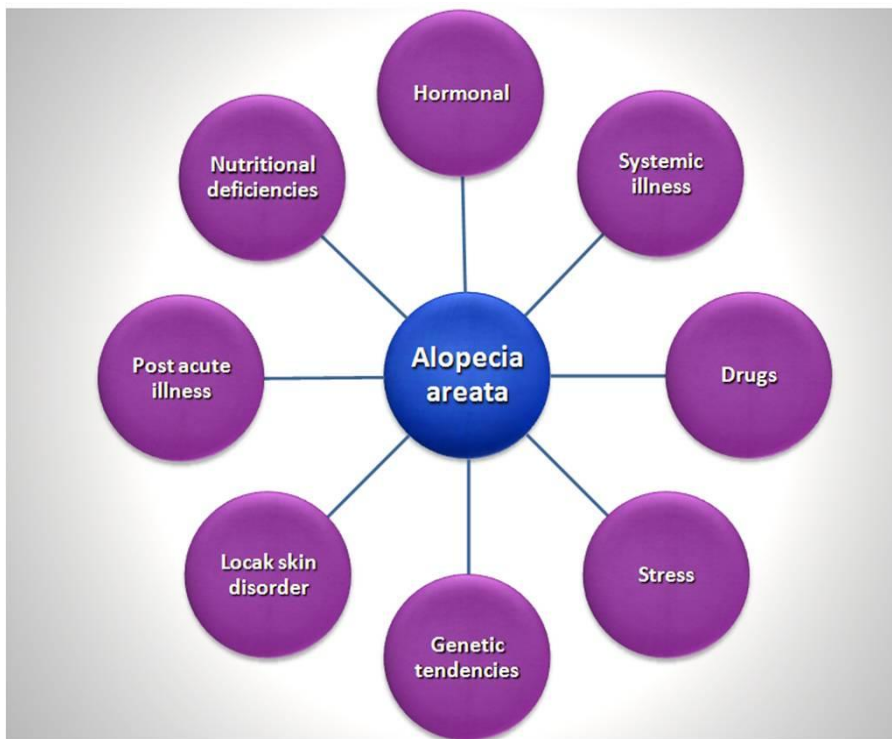 Hormonal
Systemic
illness
Drugs
Stress
Genetic
tendencies
Locak skin
disorder
Post acute
illness
Nutritional
deficiencies
Alopecia
areata